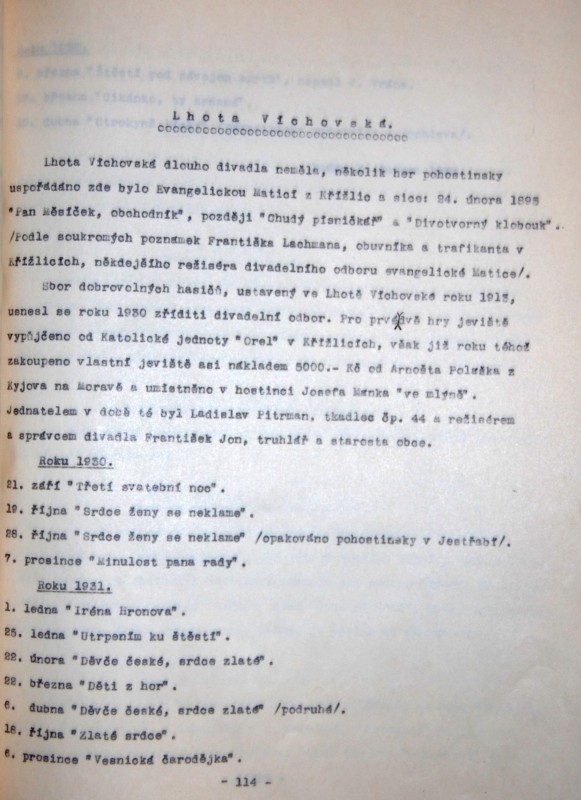 Lhota Víchovská.
oooooooooooooooooooooooooooooooooo
Lhota Víchovská dlouho divadla neměla, několik her pohostinsky
uspořádáno zde bylo Evangelickou Maticí z Křížlic a sice: 24. února 1895
"Pan Měsíček, obchodník", později "Chudý písničkář" a "Divotvorný klobouk".
/Podle soukromých poznámek Františka Lachmana, obuvníka a trafikanta v
Křížlicích, někdejšího režiséra divadelního odboru evangelické Matice/.
Sbor dobrovolných hasičů, ustavený ve Lhotě Víchovské roku 1913,
usnesl se roku 1930 zříditi divadelní odbor. Pro prvé hry jeviště
vypůjčeno od Katolické jednoty "Orel" v Křížlicích, však již roku téhož
zakoupeno vlastní jeviště asi nákladem 5000.- Kč od Arnošta Poláška z
Kyjova na Moravě a umístněno v hostinci Josefa Manka "ve mlýně".
Jednatelem v době té byl Ladislav Pitrman, tkadlec čp. 44 a režisérem
a správcem divadla František Jon, truhlář a starosta obce.
Roku 1930.
21. září "Třetí svatební noc".
19. října "Srdce ženy se neklame".
28. října "Srdce ženy se neklame" /opakováno pohostinsky v Jestřabí/.
7. prosince "Minulost pana rady".
Roku 1931.
1. ledna "Iréna Hronova".
25. ledna "Utrpením ku štěstí".
22. února "Děvče české, srdce zlaté".
22. března "Děti z hor".
6. dubna "Děvče české, srdce zlaté" /podruhé/.
18. října "Zlaté srdce".
6. prosince "Vesnická čarodějka".
- 114 -